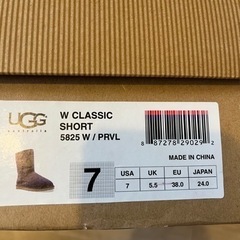 UGG
australia
W CLASSIC
SHORT
5825 W / PRVL
8 87278 29029 2
MADE IN CHINA
7
USA UK EU JAPAN
7 5.5 38.0 24.0